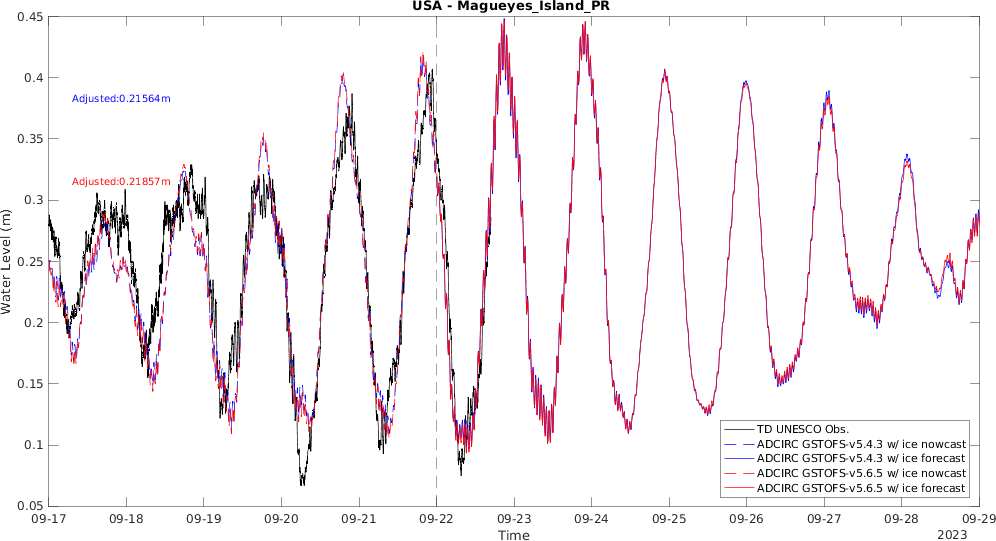 USA - Magueyes_Island_PR
0.45
0.4
0.35
0.3
0.25
0.2
0.15
0.1
0.05
Water Level (m)
Adjusted:0.21564m
Adjusted:0.21857m
TD UNESCO Obs.
ADCIRC GSTOFS-v5.4.3 w/ ice nowcast
ADCIRC GSTOFS-v5.4.3 w/ ice forecast
ADCIRC GSTOFS-v5.6.5 w/ ice nowcast
ADCIRC GSTOFS-v5.6.5 w/ ice forecast
09-17 09-18 09-19 09-20 09-21 09-22 09-23 09-24 09-25 09-26 09-27 09-28 09-29
Time
2023